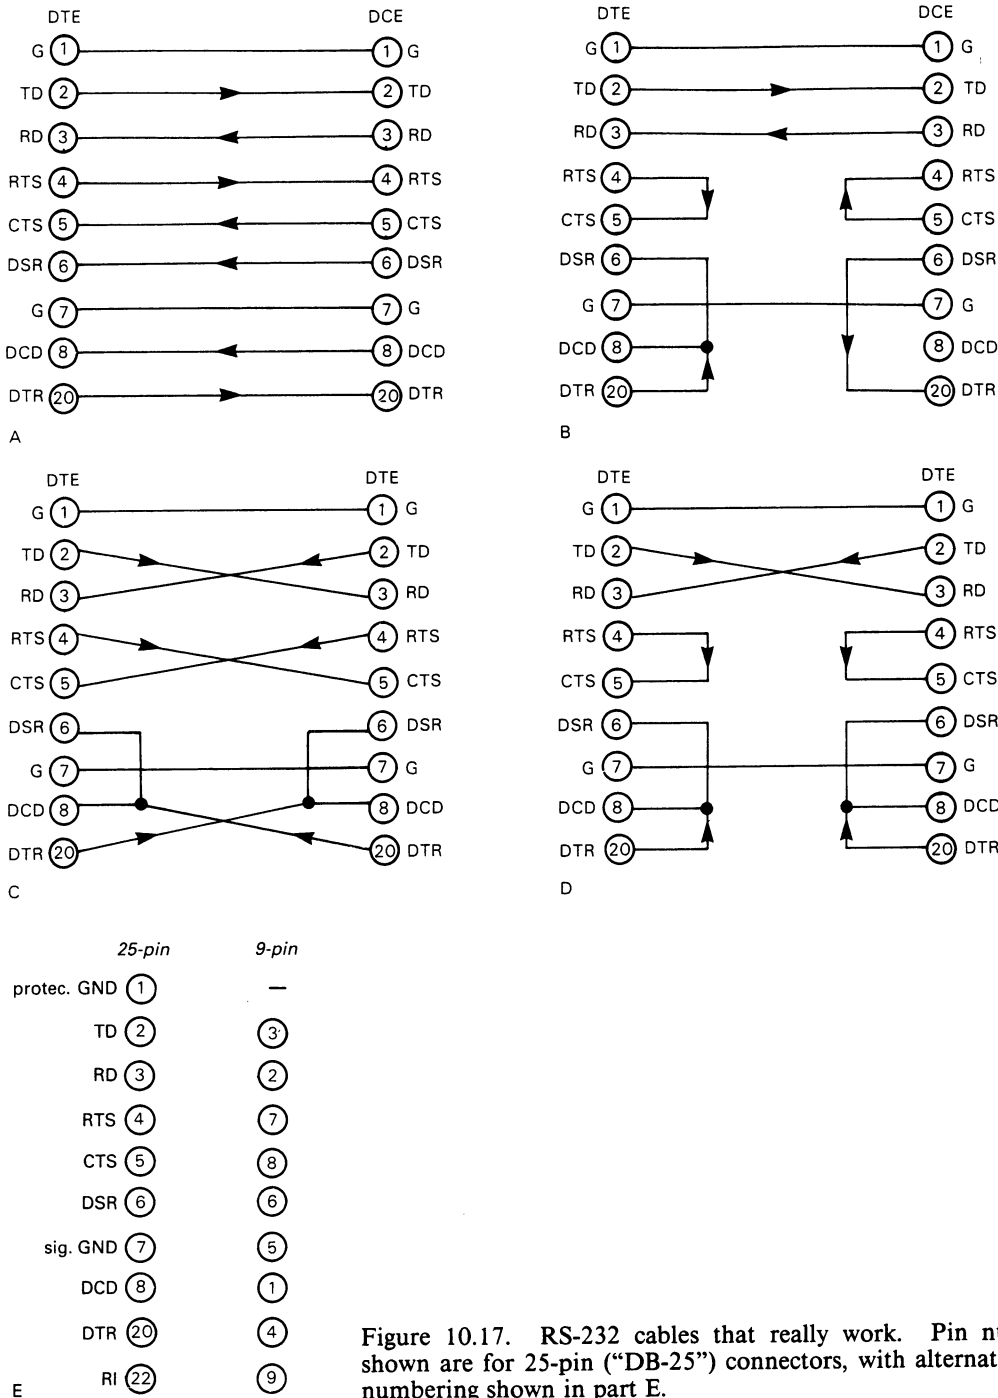 DTE DCE
G 1 1 G
TD 2 2 TD
RD 3 3 RD
RTS 4 4 RTS
CTS 5 5 CTS
DSR 6 6 DSR
G 7 7 G
DCD 8 8 DCD
DTR 20 20 DTR
A
DTE DCE
G 1 1 G
TD 2 2 TD
RD 3 3 RD
RTS 4 4 RTS
CTS 5 5 CTS
DSR 6 6 DSR
G 7 7 G
DCD 8 8 DCD
DTR 20 20 DTR
B
DTE DTE
G 1 1 G
TD 2 2 TD
RD 3 3 RD
RTS 4 4 RTS
CTS 5 5 CTS
DSR 6 6 DSR
G 7 7 G
DCD 8 8 DCD
DTR 20 20 DTR
C
DTE DTE
G 1 1 G
TD 2 2 TD
RD 3 3 RD
RTS 4 4 RTS
CTS 5 5 CTS
DSR 6 6 DSR
G 7 7 G
DCD 8 8 DCD
DTR 20 20 DTR
D
25-pin 9-pin
protec. GND 1 —
TD 2 3
RD 3 2
RTS 4 7
CTS 5 8
DSR 6 6
sig. GND 7 5
DCD 8 1
DTR 20 4
RI 22 9
E
Figure 10.17. RS-232 cables that really work. Pin
shown are for 25-pin (“DB-25”) connectors, with
numbering shown in part E.